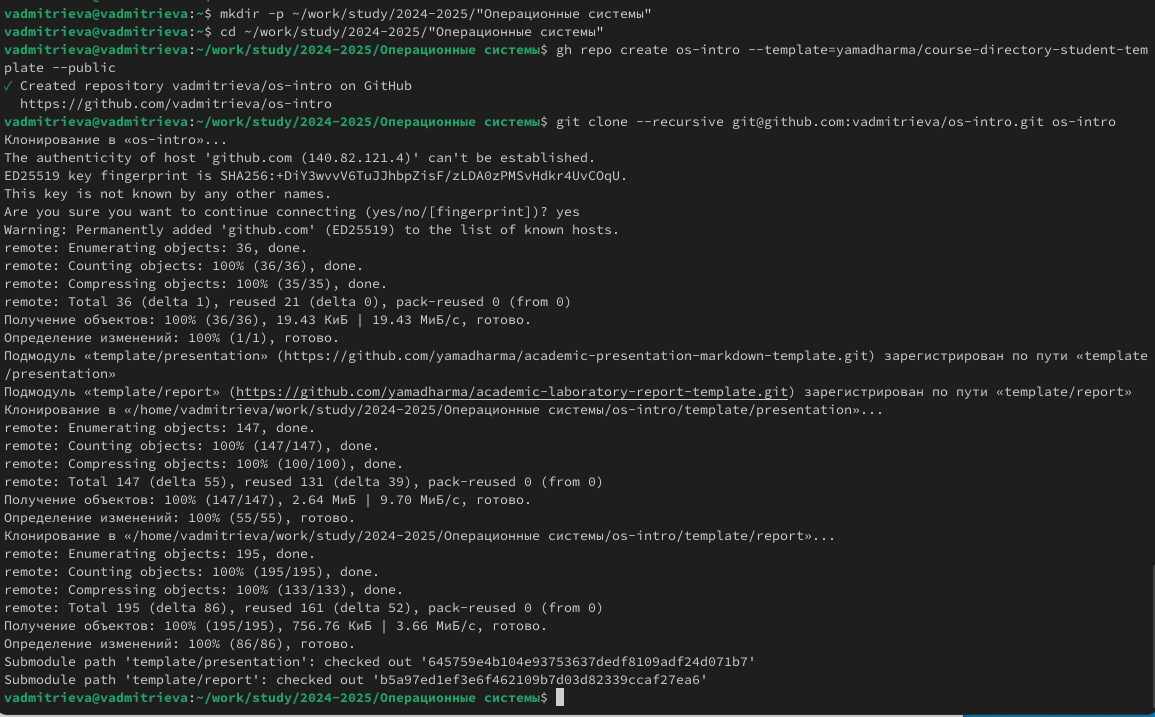 vadmitrieva@vadmitrieva:~$ mkdir -p ~/work/study/2024-2025/"Операционные системы"
vadmitrieva@vadmitrieva:~$ cd ~/work/study/2024-2025/"Операционные системы"
vadmitrieva@vadmitrieva:~/work/study/2024-2025/Операционные системы$ gh repo create os-intro --template=yamadharma/course-directory-student-tem
plate --public
✓ Created repository vadmitrieva/os-intro on GitHub
  https://github.com/vadmitrieva/os-intro
vadmitrieva@vadmitrieva:~/work/study/2024-2025/Операционные системы$ git clone --recursive git@github.com:vadmitrieva/os-intro.git os-intro
Клонирование в «os-intro»...
The authenticity of host 'github.com (140.82.121.4)' can't be established.
ED25519 key fingerprint is SHA256:+DiY3wvvV6TuJJhbpZisF/zLDA0zPMSvHdkr4UvCOqU.
This key is not known by any other names.
Are you sure you want to continue connecting (yes/no/[fingerprint])? yes
Warning: Permanently added 'github.com' (ED25519) to the list of known hosts.
remote: Enumerating objects: 36, done.
remote: Counting objects: 100% (36/36), done.
remote: Compressing objects: 100% (35/35), done.
remote: Total 36 (delta 1), reused 21 (delta 0), pack-reused 0 (from 0)
Получение объектов: 100% (36/36), 19.43 КиБ | 19.43 МиБ/с, готово.
Определение изменений: 100% (1/1), готово.
Подмодуль «template/presentation» (https://github.com/yamadharma/academic-presentation-markdown-template.git) зарегистрирован по пути «template
/presentation»
Подмодуль «template/report» (https://github.com/yamadharma/academic-laboratory-report-template.git) зарегистрирован по пути «template/report»
Клонирование в «/home/vadmitrieva/work/study/2024-2025/Операционные системы/os-intro/template/presentation»...
remote: Enumerating objects: 147, done.
remote: Counting objects: 100% (147/147), done.
remote: Compressing objects: 100% (100/100), done.
remote: Total 147 (delta 55), reused 131 (delta 39), pack-reused 0 (from 0)
Получение объектов: 100% (147/147), 2.64 МиБ | 9.70 МиБ/с, готово.
Определение изменений: 100% (55/55), готово.
Клонирование в «/home/vadmitrieva/work/study/2024-2025/Операционные системы/os-intro/template/report»...
remote: Enumerating objects: 195, done.
remote: Counting objects: 100% (195/195), done.
remote: Compressing objects: 100% (133/133), done.
remote: Total 195 (delta 86), reused 161 (delta 52), pack-reused 0 (from 0)
Получение объектов: 100% (195/195), 756.76 КиБ | 3.66 МиБ/с, готово.
Определение изменений: 100% (86/86), готово.
Submodule path 'template/presentation': checked out '645759e4b104e93753637dedf8109adf24d071b7'
Submodule path 'template/report': checked out 'b5a97ed1ef3e6f462109b7d03d82339ccaf27ea6'
vadmitrieva@vadmitrieva:~/work/study/2024-2025/Операционные системы$